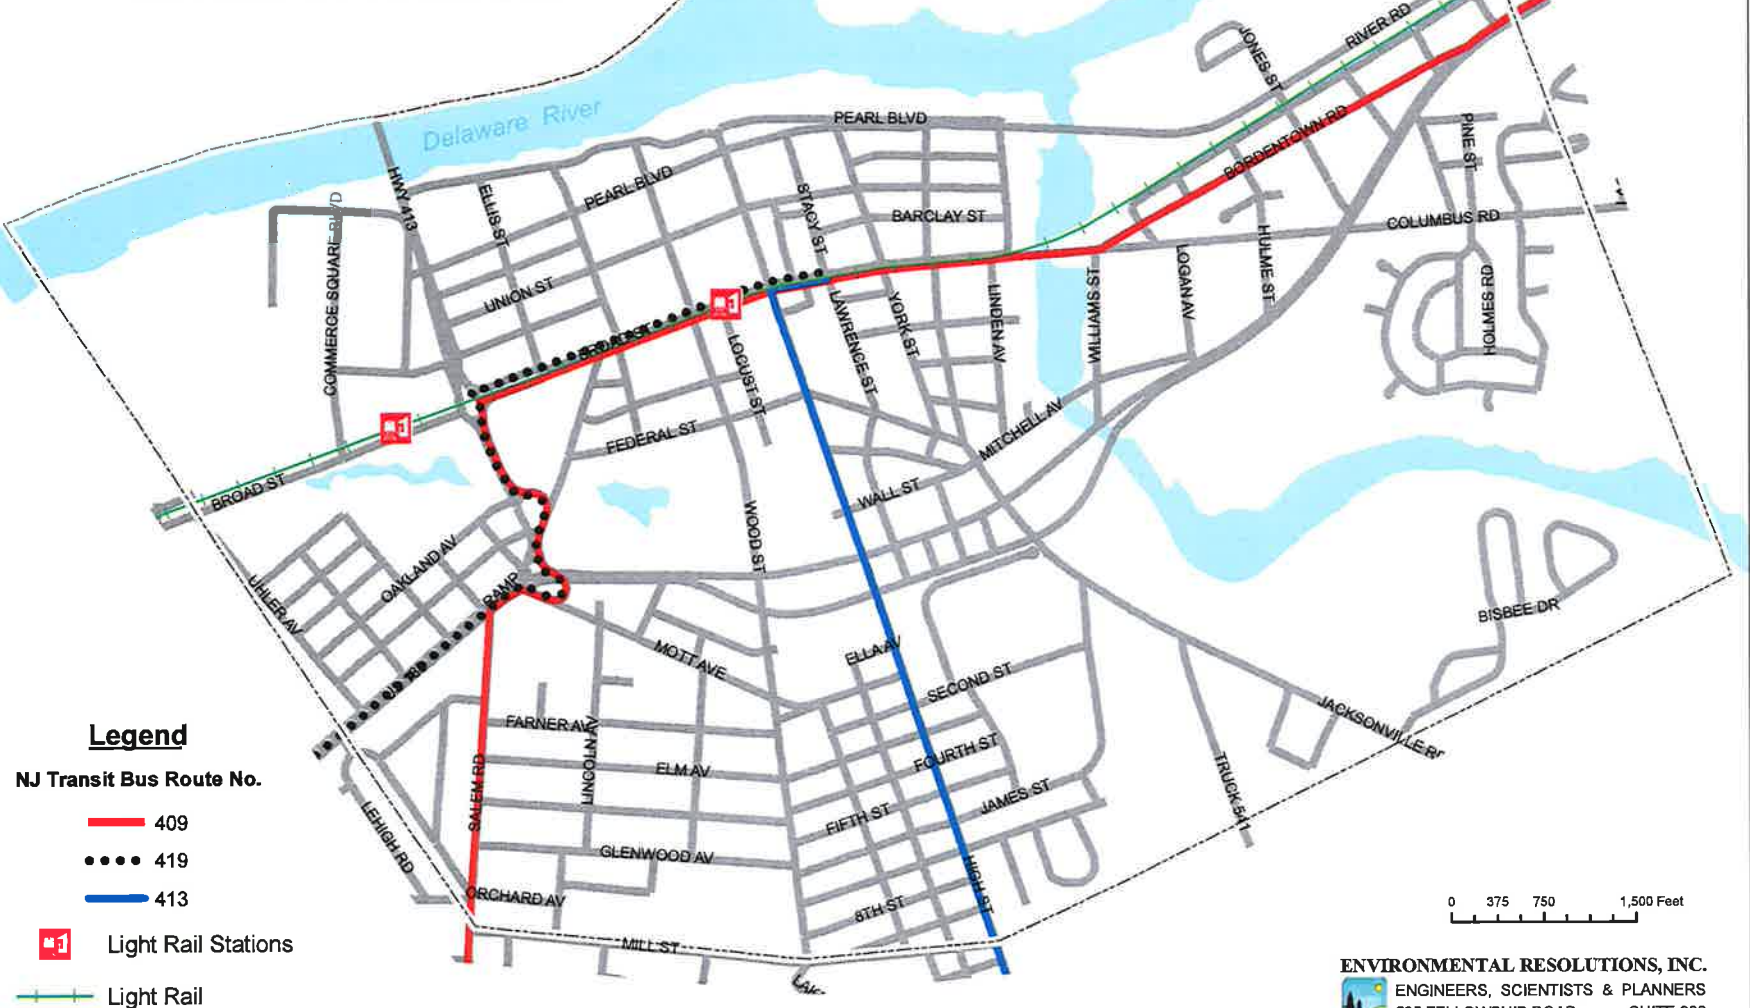 RIVER RD
JONES ST
PEARL BLVD
Delaware River
BORDENTOWN RD
PINE ST
HWY 413
ELLIS ST
PEARL BLVD
STACY ST
BARCLAY ST
COLUMBUS RD
COMMERCE SQUARE BLVD
UNION ST
HULME ST
LOGAN AV
HOLMES RD
WILLIAMS ST
LINDEN AV
YORK ST
LAWRENCE ST
LOCUST ST
BROAD ST
FEDERAL ST
MITCHELL AV
BROAD ST
WALL ST
WOOD ST
OAKLAND AV
UHLER AV
RAMP
BISBEE DR
MOTT AVE
ELLA AV
SECOND ST
JACKSONVILLE
FARNER AV
LINCOLN AV
ELM AV
FOURTH ST
TRUCK 541
SALEM RD
JAMES ST
FIFTH ST
LEHIGH RD
GLENWOOD AV
HIGH ST
ORCHARD AV
8TH ST
MILL ST
Legend
NJ Transit Bus Route No.
409
419
413
Light Rail Stations
Light Rail
0 375 750 1,500 Feet
ENVIRONMENTAL RESOLUTIONS, INC.
ENGINEERS, SCIENTISTS & PLANNERS